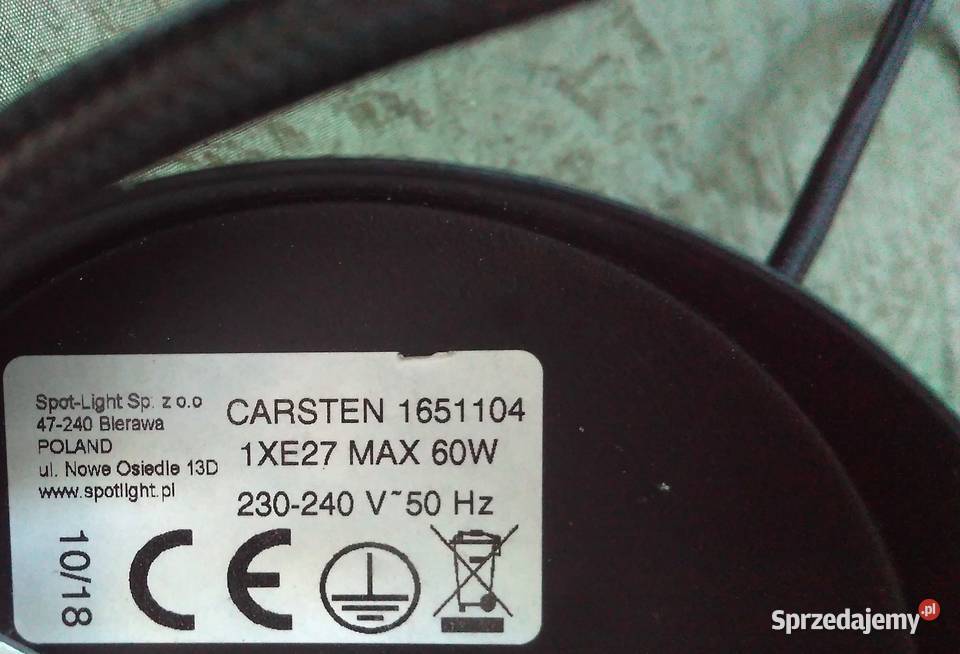 Spot-Light Sp. z o.o
47-240 Bierawa
POLAND
ul. Nowe Osiedle 13D
www.spotlight.pl
CARSTEN 1651104
1XE27 MAX 60W
230-240 V~50 Hz
10/18
CE
Sprzedajemy.pl